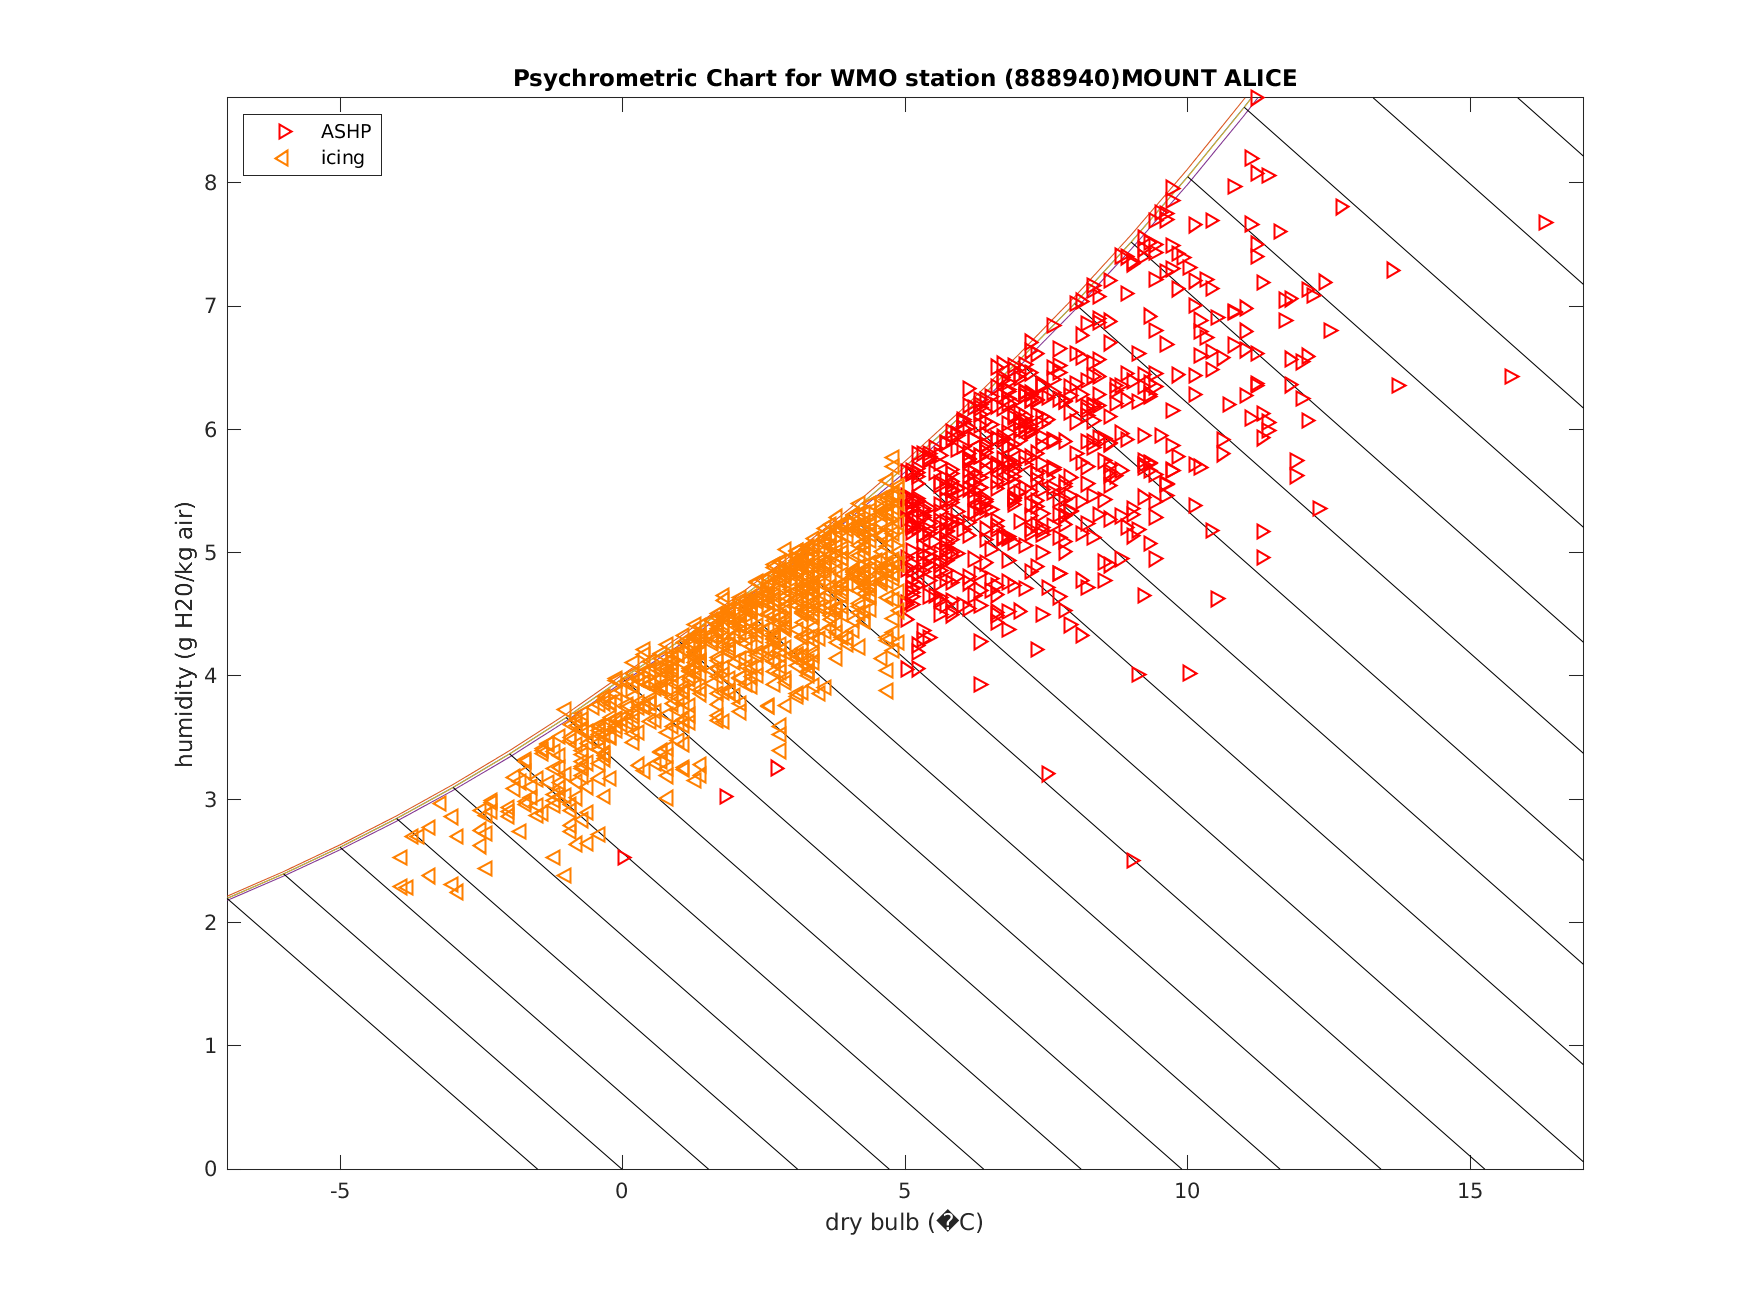 Psychrometric Chart for WMO station (888940)MOUNT ALICE
ASHP
icing
humidity (g H20/kg air)
8
7
6
5
4
3
2
1
0
-5
0
5
10
15
dry bulb (�C)